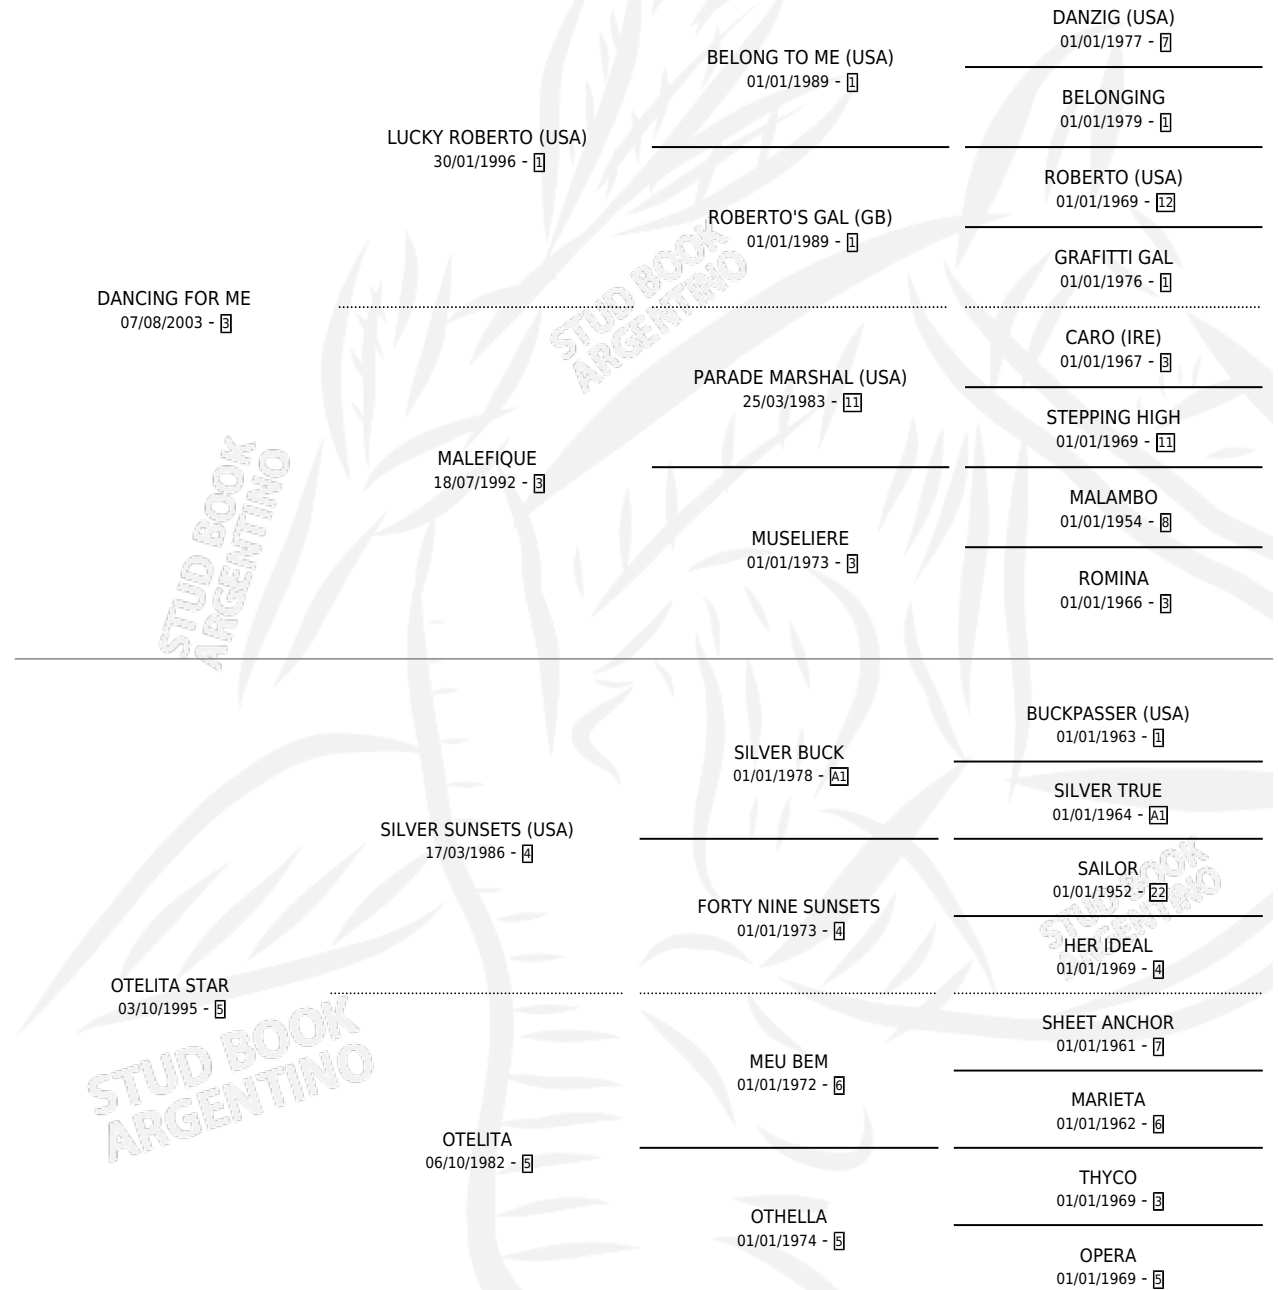 DANCING FOR ME
07/08/2003 - 3
LUCKY ROBERTO (USA)
30/01/1996 - 1
BELONG TO ME (USA)
01/01/1989 - 1
DANZIG (USA)
01/01/1977 - 7
BELONGING
01/01/1979 - 1
ROBERTO'S GAL (GB)
01/01/1989 - 1
ROBERTO (USA)
01/01/1969 - 12
GRAFITTI GAL
01/01/1976 - 1
MALEFIQUE
18/07/1992 - 3
PARADE MARSHAL (USA)
25/03/1983 - 11
CARO (IRE)
01/01/1967 - 3
STEPPING HIGH
01/01/1969 - 11
MUSELIERE
01/01/1973 - 3
MALAMBO
01/01/1954 - 8
ROMINA
01/01/1966 - 3
OTELITA STAR
03/10/1995 - 5
SILVER SUNSETS (USA)
17/03/1986 - 4
SILVER BUCK
01/01/1978 - A1
BUCKPASSER (USA)
01/01/1963 - 1
SILVER TRUE
01/01/1964 - A1
FORTY NINE SUNSETS
01/01/1973 - 4
SAILOR
01/01/1952 - 22
HER IDEAL
01/01/1969 - 4
OTELITA
06/10/1982 - 5
MEU BEM
01/01/1972 - 6
SHEET ANCHOR
01/01/1961 - 7
MARIETA
01/01/1962 - 6
OTHELLA
01/01/1974 - 5
THYCO
01/01/1969 - 3
OPERA
01/01/1969 - 5
STUD BOOK
ARGENTINO
STUD BOOK
ARGENTINO
STUD BOOK
ARGENTINO
STUD BOOK
ARGENTINO